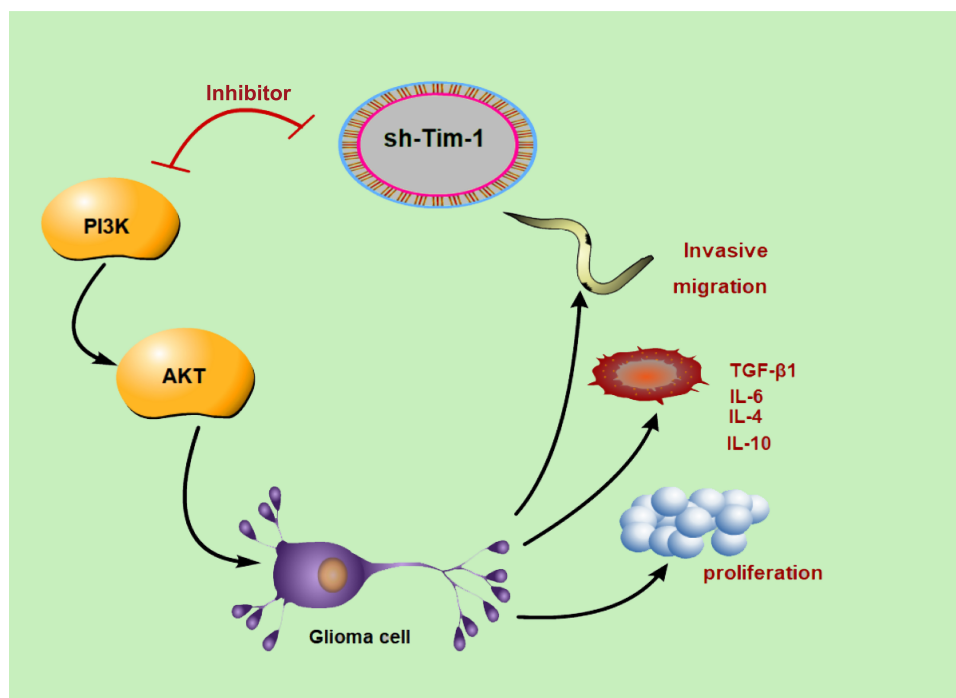 Inhibitor
sh-Tim-1
PI3K
Invasive
migration
AKT
TGF-β1
IL-6
IL-4
IL-10
proliferation
Glioma cell